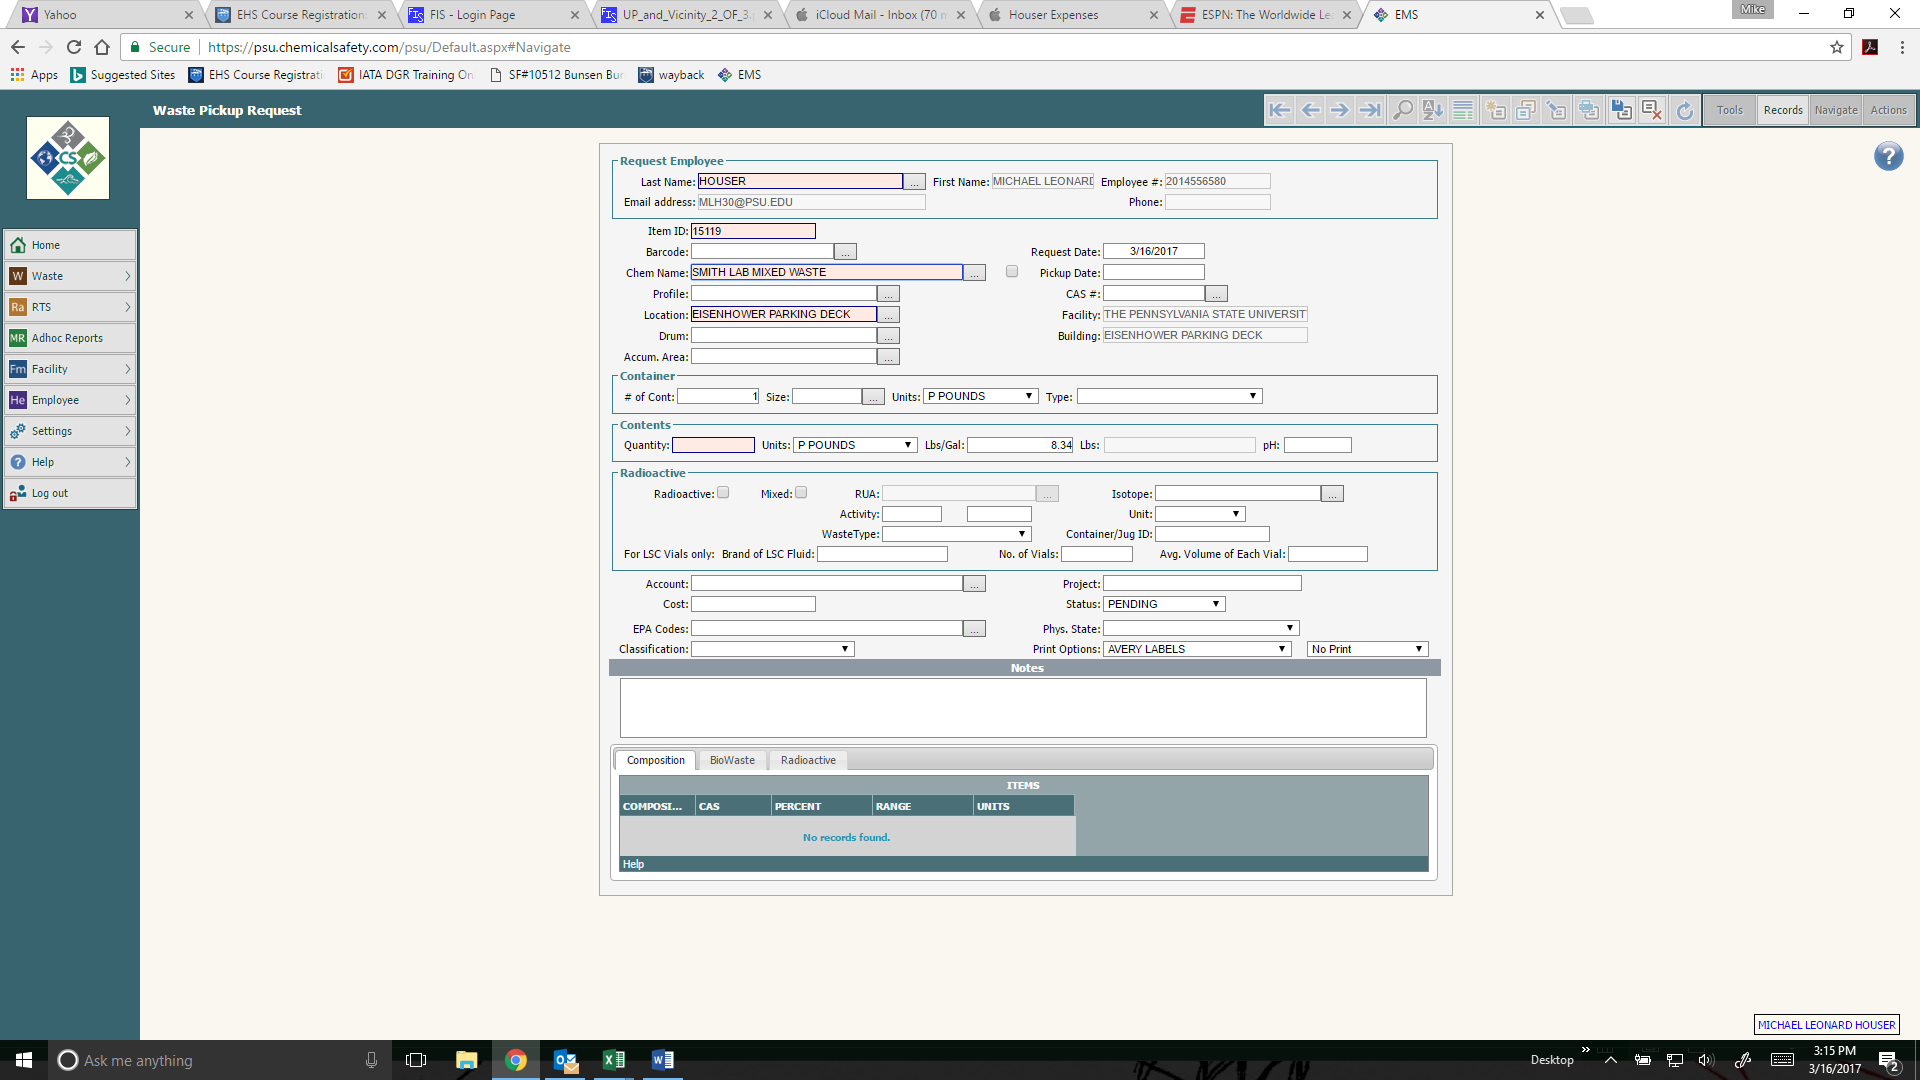 Yahoo EHS Course Registration: FIS - Login Page UP_and_Vicinity_2_OF_3. iCloud Mail - Inbox (70 m Houser Expenses ESPN: The Worldwide Le EMS Mike
Secure https://psu.chemicalsafety.com/psu/Default.aspx#Navigate
Apps Suggested Sites EHS Course Registrati IATA DGR Training On SF#10512 Bunsen Bur wayback EMS
Waste Pickup Request Tools Records Navigate Actions
CS
?
Home
W Waste
Ra RTS
MR Adhoc Reports
Fm Facility
He Employee
Settings
? Help
Log out
Request Employee
Last Name: HOUSER ... First Name: MICHAEL LEONARD Employee #: 2014556580
Email address: MLH30@PSU.EDU Phone:
Item ID: 15119
Barcode: ... Request Date: 3/16/2017
Chem Name: SMITH LAB MIXED WASTE ... Pickup Date:
Profile: ... CAS #: ...
Location: EISENHOWER PARKING DECK ... Facility: THE PENNSYLVANIA STATE UNIVERSIT
Drum: ... Building: EISENHOWER PARKING DECK
Accum. Area: ...
Container
# of Cont: 1 Size: ... Units: P POUNDS Type:
Contents
Quantity: Units: P POUNDS Lbs/Gal: 8.34 Lbs: pH:
Radioactive
Radioactive: Mixed: RUA: ... Isotope: ...
Activity: Unit:
WasteType: Container/Jug ID:
For LSC Vials only: Brand of LSC Fluid: No. of Vials: Avg. Volume of Each Vial:
Account: ... Project:
Cost: Status: PENDING
EPA Codes: ... Phys. State:
Classification: Print Options: AVERY LABELS No Print
Notes
Composition BioWaste Radioactive
ITEMS
COMPOSI... CAS PERCENT RANGE UNITS
No records found.
Help
MICHAEL LEONARD HOUSER
Ask me anything Desktop 3:15 PM
3/16/2017 2